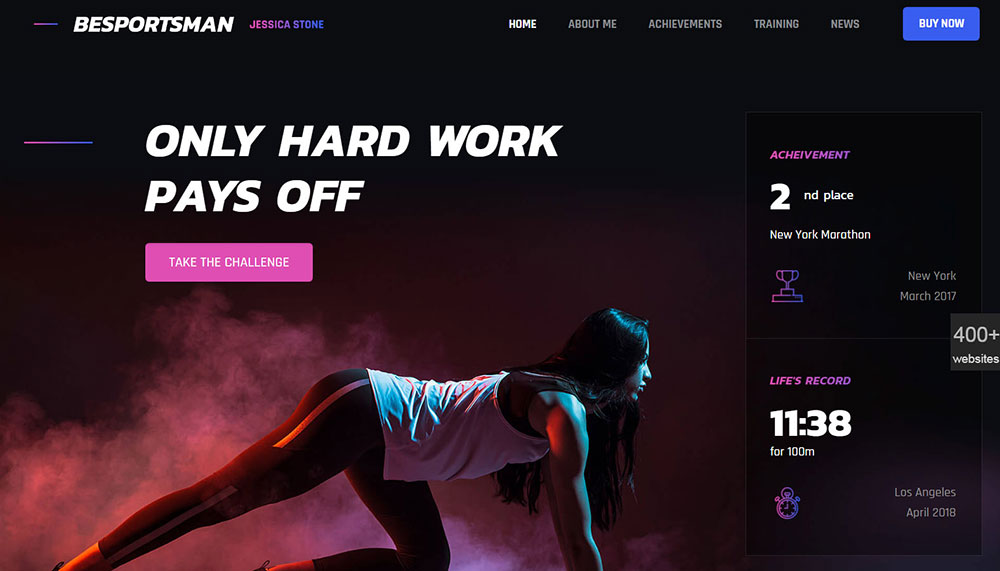 BESPORTSMAN JESSICA STONE HOME ABOUT ME ACHIEVEMENTS TRAINING NEWS BUY NOW
ONLY HARD WORK
PAYS OFF
TAKE THE CHALLENGE
ACHEIVEMENT
2 nd place
New York Marathon
New York
March 2017
400+
websites
LIFE'S RECORD
11:38
for 100m
Los Angeles
April 2018